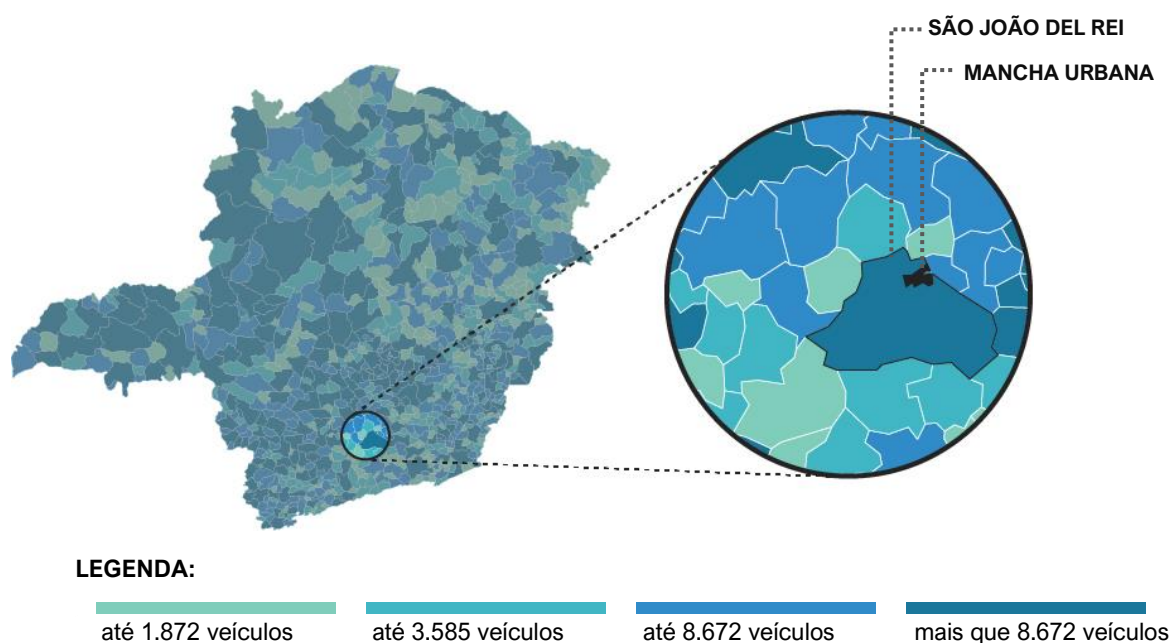 SÃO JOÃO DEL REI
MANCHA URBANA
LEGENDA:
até 1.872 veículos
até 3.585 veículos
até 8.672 veículos
mais que 8.672 veículos